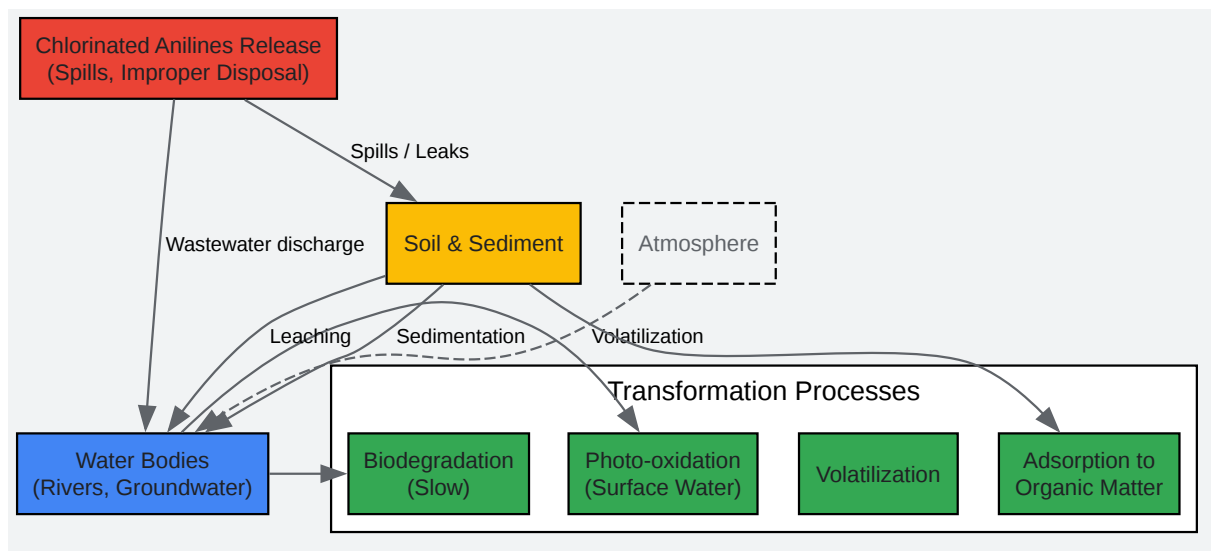 Chlorinated Anilines Release
(Spills, Improper Disposal)
Spills / Leaks
Wastewater discharge
Soil & Sediment
Atmosphere
Leaching
Sedimentation
Volatilization
Transformation Processes
Water Bodies
(Rivers, Groundwater)
Biodegradation
(Slow)
Photo-oxidation
(Surface Water)
Volatilization
Adsorption to
Organic Matter